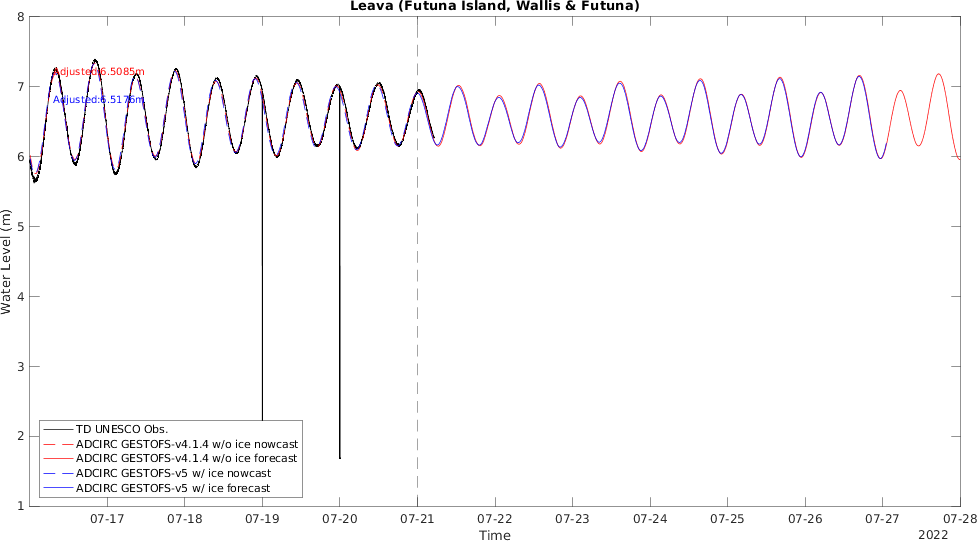 Leava (Futuna Island, Wallis & Futuna)
8
7
6
5
4
3
2
1
Water Level (m)
Adjusted:6.5085m
Adjusted:6.5176m
TD UNESCO Obs.
ADCIRC GESTOFS-v4.1.4 w/o ice nowcast
ADCIRC GESTOFS-v4.1.4 w/o ice forecast
ADCIRC GESTOFS-v5 w/ ice nowcast
ADCIRC GESTOFS-v5 w/ ice forecast
07-17 07-18 07-19 07-20 07-21 07-22 07-23 07-24 07-25 07-26 07-27 07-28
Time
2022